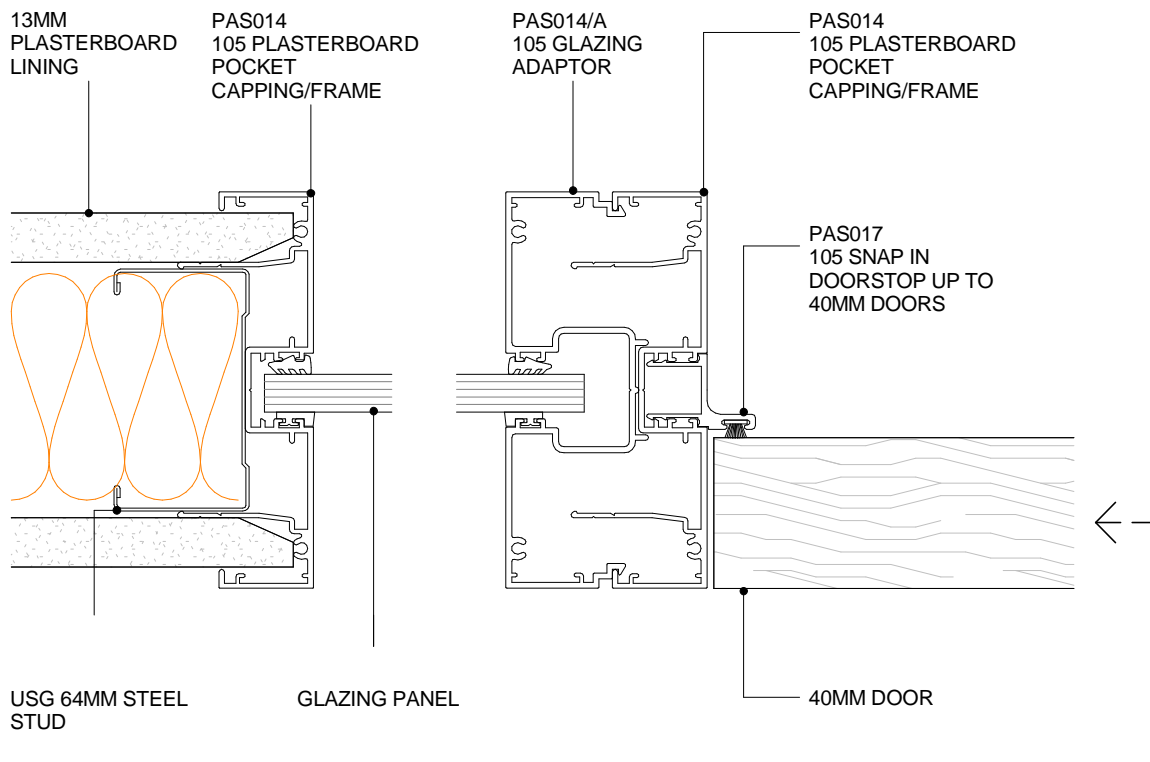 13MM
PLASTERBOARD
LINING
PAS014
105 PLASTERBOARD
POCKET
CAPPING/FRAME
PAS014/A
105 GLAZING
ADAPTOR
PAS014
105 PLASTERBOARD
POCKET
CAPPING/FRAME
PAS017
105 SNAP IN
DOORSTOP UP TO
40MM DOORS
USG 64MM STEEL
STUD
GLAZING PANEL
40MM DOOR